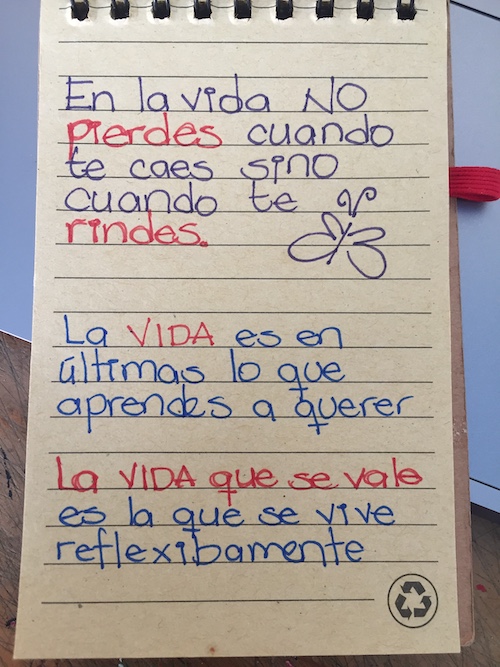 En la vida NO
pierdes cuando
te caes sino
cuando te
rindes.
La VIDA es en
últimas lo que
aprendes a querer
La VIDA que se vale
es la que se vive
reflexibamente